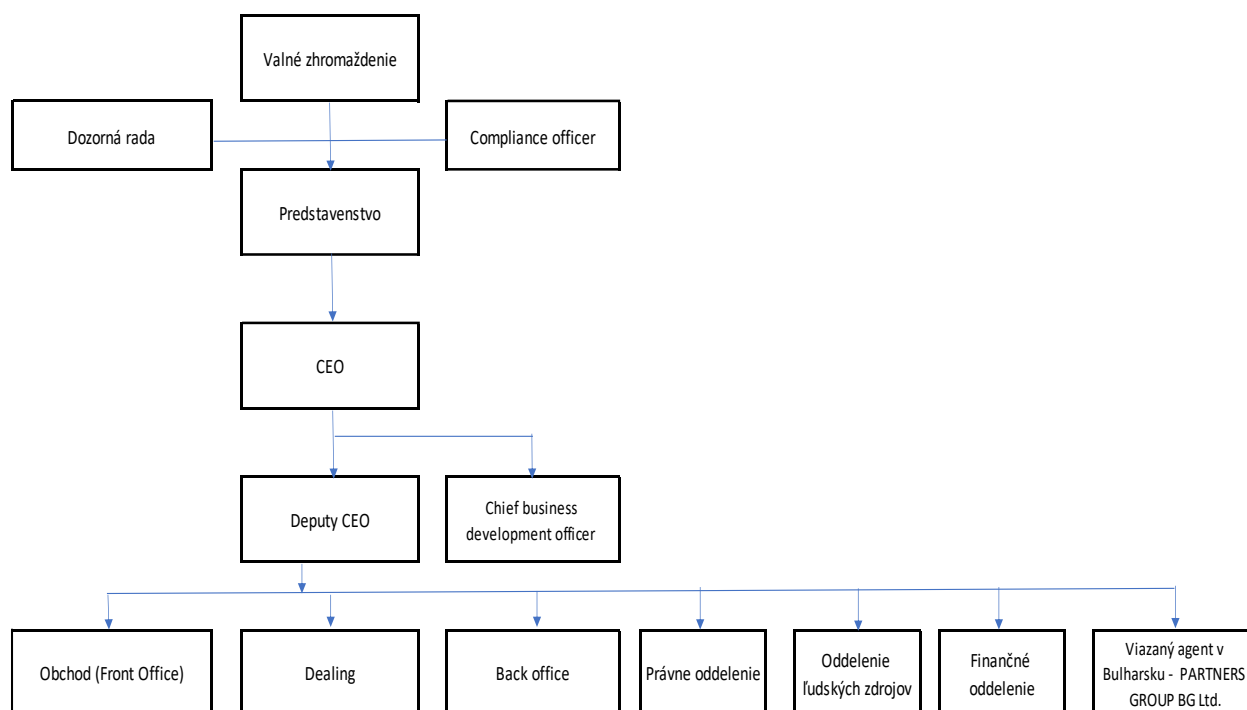 Valné zhromaždenie
Dozorná rada
Compliance officer
Predstavenstvo
CEO
Deputy CEO
Chief business
development officer
Obchod (Front Office)
Dealing
Back office
Právne oddelenie
Oddelenie
ľudských zdrojov
Finančné
oddelenie
Viazaný agent v
Bulharsku - PARTNERS
GROUP BG Ltd.